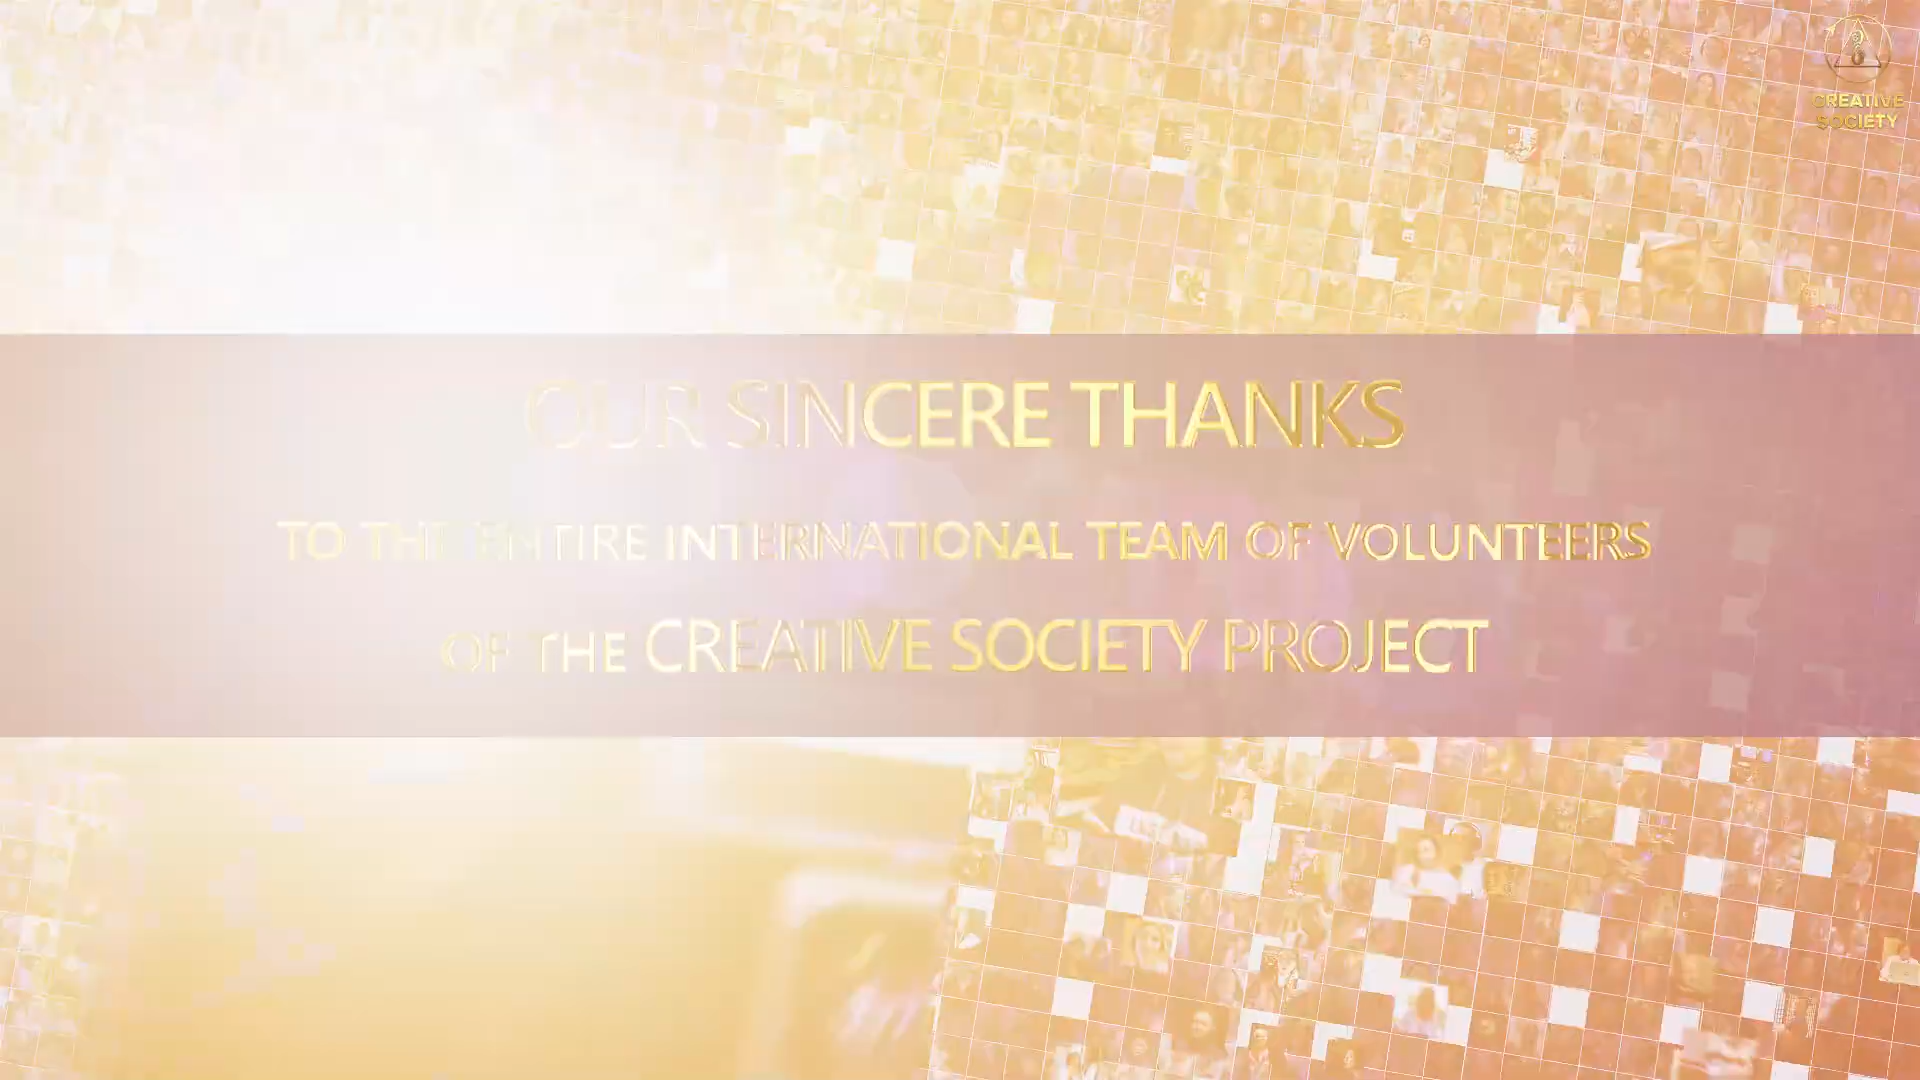 CREATIVE
SOCIETY
OUR SINCERE THANKS
TO THE ENTIRE INTERNATIONAL TEAM OF VOLUNTEERS
OF THE CREATIVE SOCIETY PROJECT